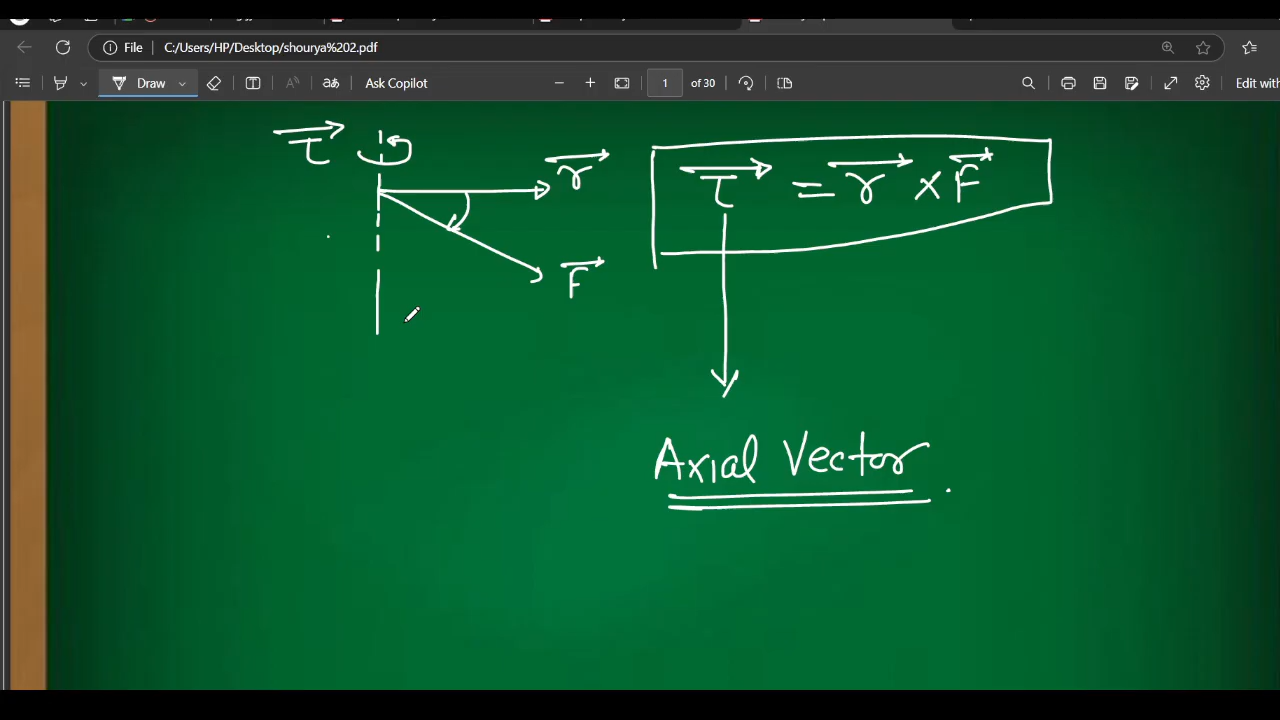 File | C:/Users/HP/Desktop/shourya%202.pdf
Draw Ask Copilot 1 of 30 Edit with
τ⃗ r⃗ F⃗
τ⃗ = r⃗ × F⃗
Axial Vector